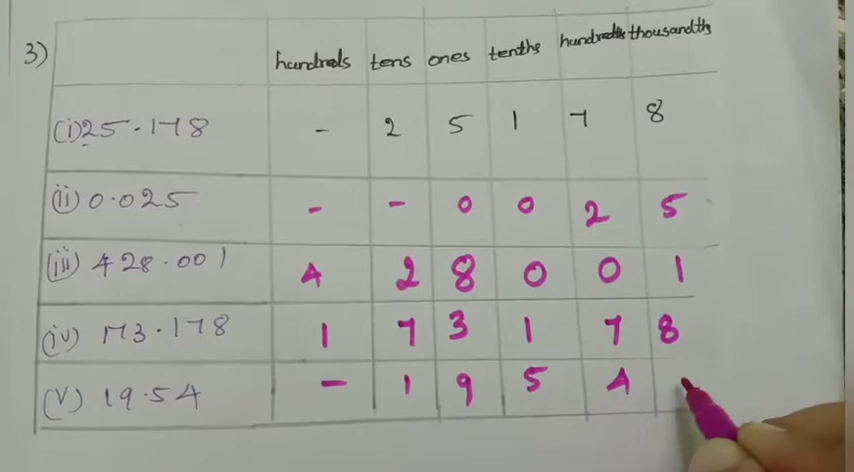 3) hundreds tens ones tenths hundredths thousandths
(i) 25.178 - 2 5 1 7 8
(ii) 0.025 - - 0 0 2 5
(iii) 428.001 4 2 8 0 0 1
(iv) 173.178 1 7 3 1 7 8
(v) 19.54 - 1 9 5 4